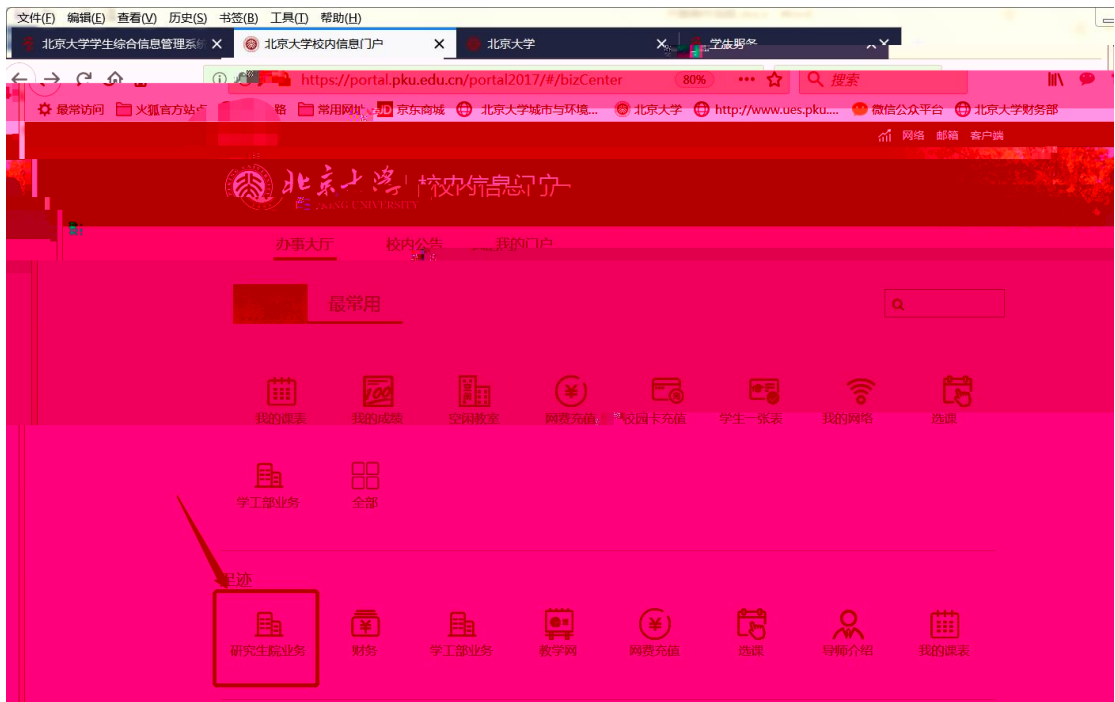 文件(F) 编辑(E) 查看(V) 历史(S) 书签(B) 工具(T) 帮助(H)
北京大学学生综合信息管理系统 × 北京大学校内信息门户 × 北京大学 ×
https://portal.pku.edu.cn/portal2017/#/bizCenter 80% 搜索
最常访问 火狐官方站点 常用网址 JD 京东商城 北京大学城市与环境... 北京大学 http://www.ues.pku.... 微信公众平台 北京大学财务部
网络 邮箱 客户端
北京大学 校内信息门户
办事大厅 校内公告 我的门户
最常用
我的课表 我的成绩 空闲教室 网费充值 校园卡充值 学生一张表 我的网络 选课
学工部业务 全部
足迹
研究生院业务 财务 学工部业务 教学网 网费充值 选课 导师介绍 我的课表